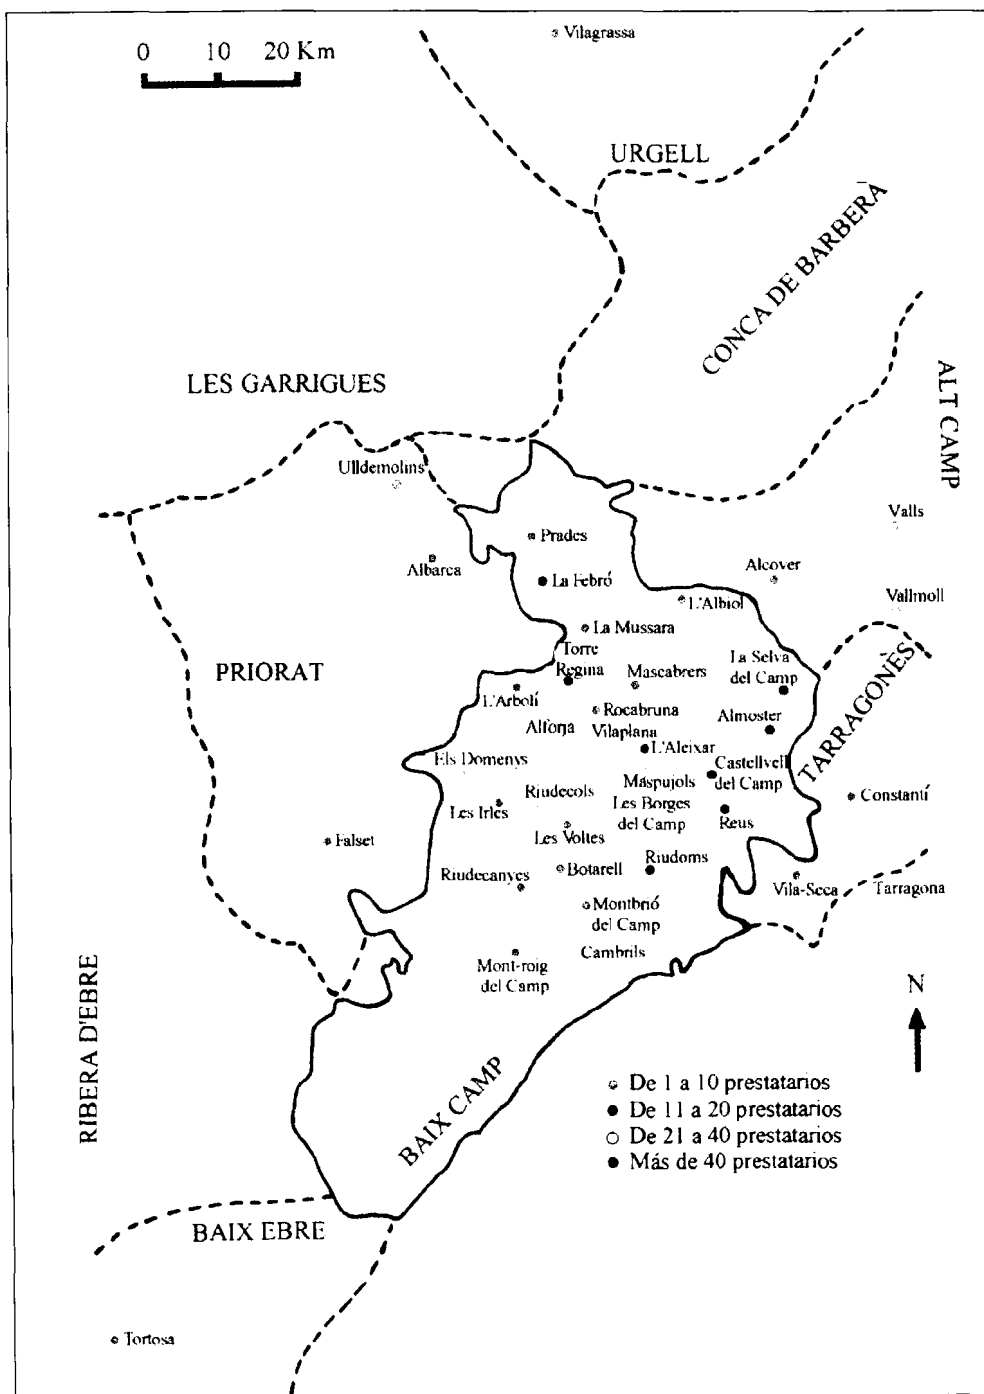 0 10 20 Km
Vilagrassa
URGELL
CONCA DE BARBERÀ
LES GARRIGUES
ALT CAMP
Ulldemolins
Valls
Prades
Albarca
La Febró
Alcover
L'Albiol
Vallmoll
La Mussara
Torre
Regina
PRIORAT
Mascabrers
La Selva
del Camp
TARRAGONÈS
L'Arbolí
Rocabruna
Alforja
Vilaplana
Almoster
L'Aleixar
Els Domenys
Castellvell
del Camp
Maspujols
Riudecols
Les Irles
Les Borges
del Camp
Reus
Constantí
Les Voltes
Falset
Riudoms
Botarell
Riudecanyes
Vila-Seca
Tarragona
Montbrió
del Camp
Cambrils
Mont-roig
del Camp
RIBERA D'EBRE
N
BAIX CAMP
De 1 a 10 prestatarios
De 11 a 20 prestatarios
De 21 a 40 prestatarios
Más de 40 prestatarios
BAIX EBRE
Tortosa